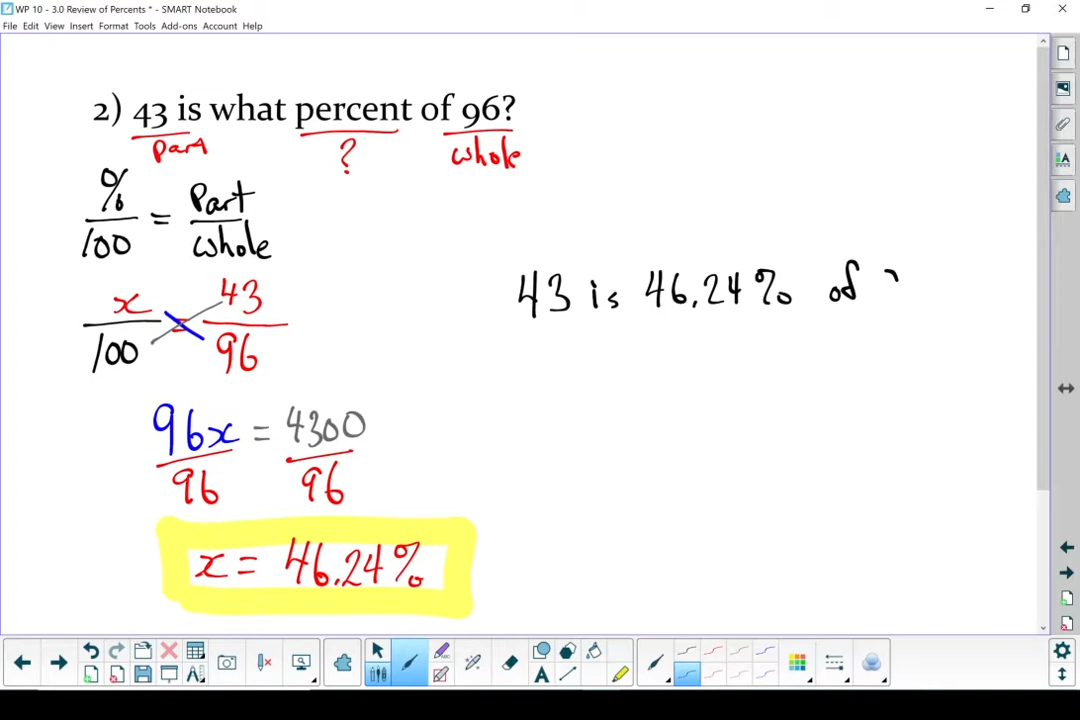 WP 10 - 3.0 Review of Percents * - SMART Notebook
File Edit View Insert Format Tools Add-ons Account Help
2) 43 is what percent of 96?
part ? whole
% / 100 = Part / whole
x / 100 = 43 / 96
43 is 46.24% of
96x = 4300
96 96
x = 46.24%